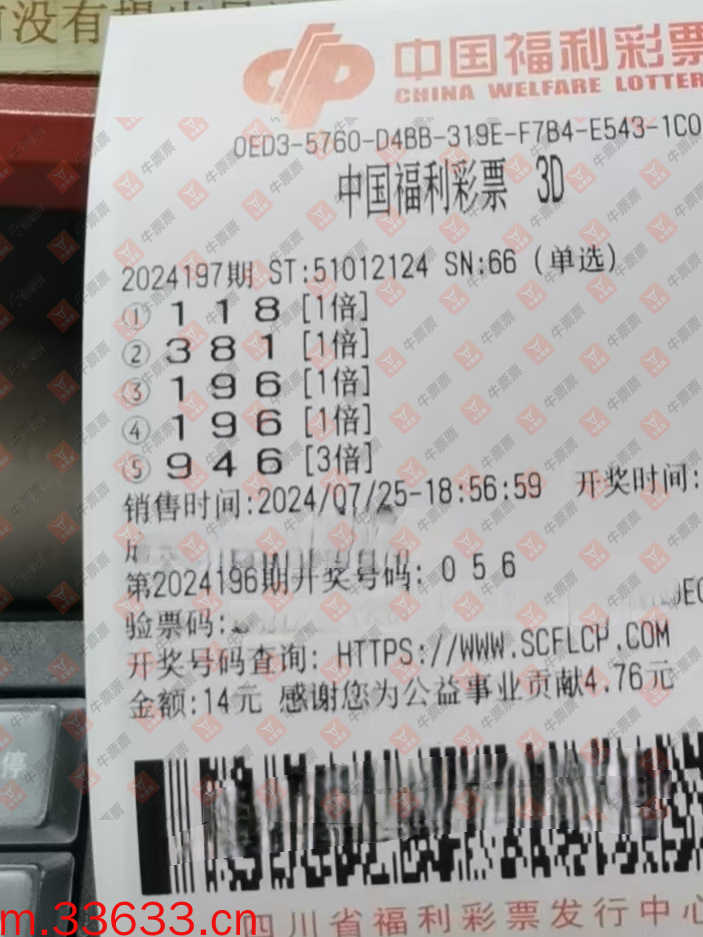 中国福利彩票
CHINA WELFARE LOTTER
0ED3-5760-D4BB-319E-F7B4-E543-1C0
中国福利彩票 3D
2024197期 ST:51012124 SN:66 (单选)
① 1 1 8 [1倍]
② 3 8 1 [1倍]
③ 1 9 6 [1倍]
④ 1 9 6 [1倍]
⑤ 9 4 6 [3倍]
销售时间:2024/07/25-18:56:59 开奖时间:
第2024196期开奖号码: 0 5 6
验票码:
开奖号码查询: HTTPS://WWW.SCFLCP.COM
金额:14元 感谢您为公益事业贡献4.76元
四川省福利彩票发行中心
m.33633.cn
停
牛票票